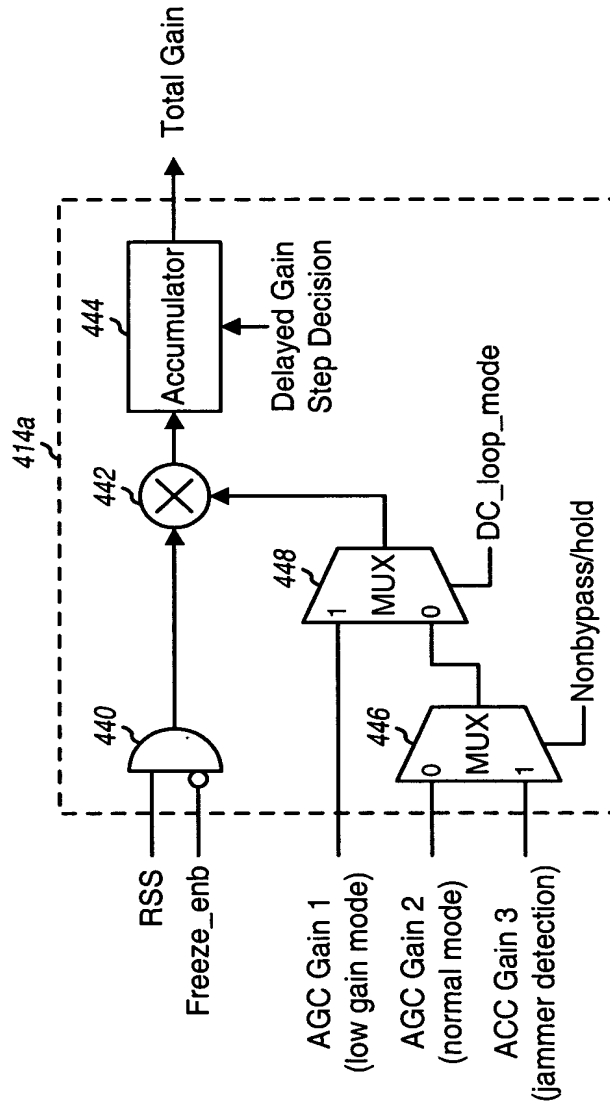 414a
RSS
Freeze_enb
440
442
444
Accumulator
Total Gain
Delayed Gain
Step Decision
AGC Gain 1
(low gain mode)
448
1
MUX
0
DC_loop_mode
AGC Gain 2
(normal mode)
446
0
MUX
1
Nonbypass/hold
ACC Gain 3
(jammer detection)